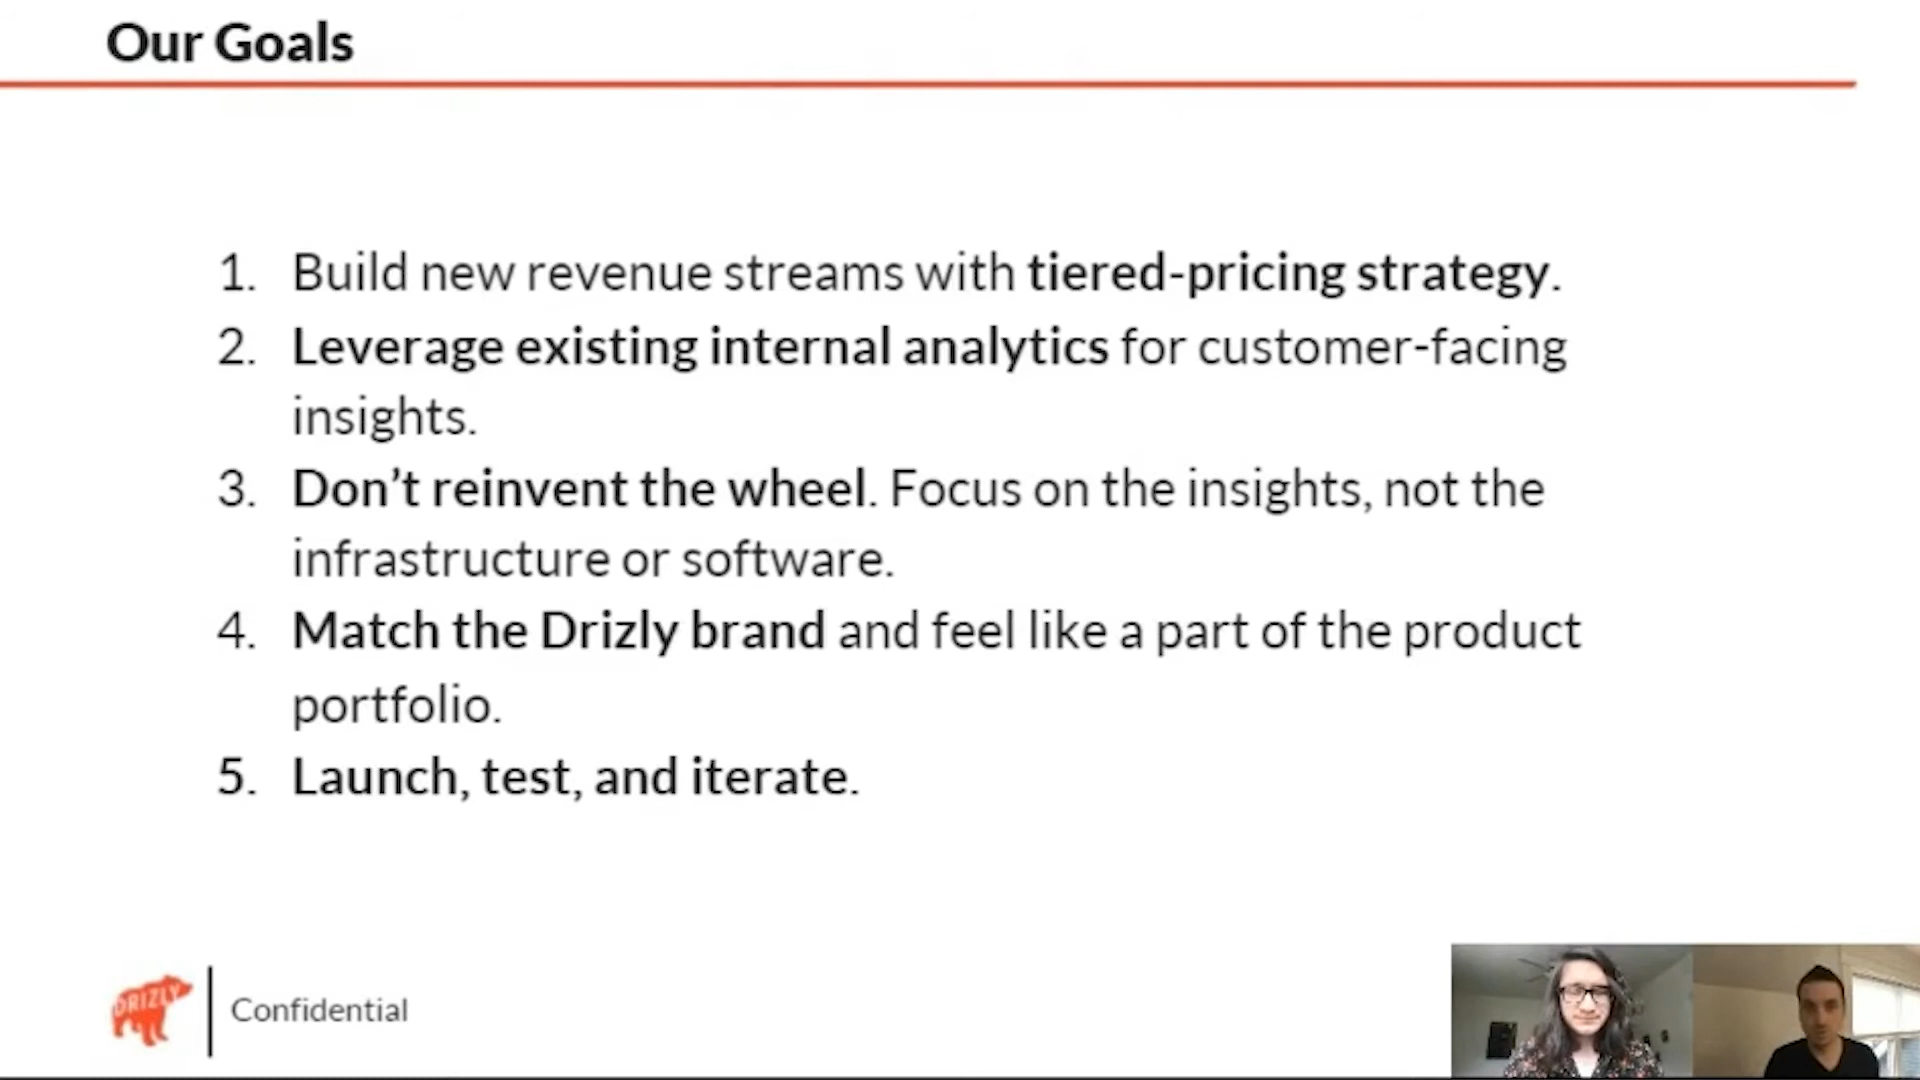 Our Goals
1. Build new revenue streams with tiered-pricing strategy.
2. Leverage existing internal analytics for customer-facing
insights.
3. Don’t reinvent the wheel. Focus on the insights, not the
infrastructure or software.
4. Match the Drizly brand and feel like a part of the product
portfolio.
5. Launch, test, and iterate.
DRIZLY
Confidential